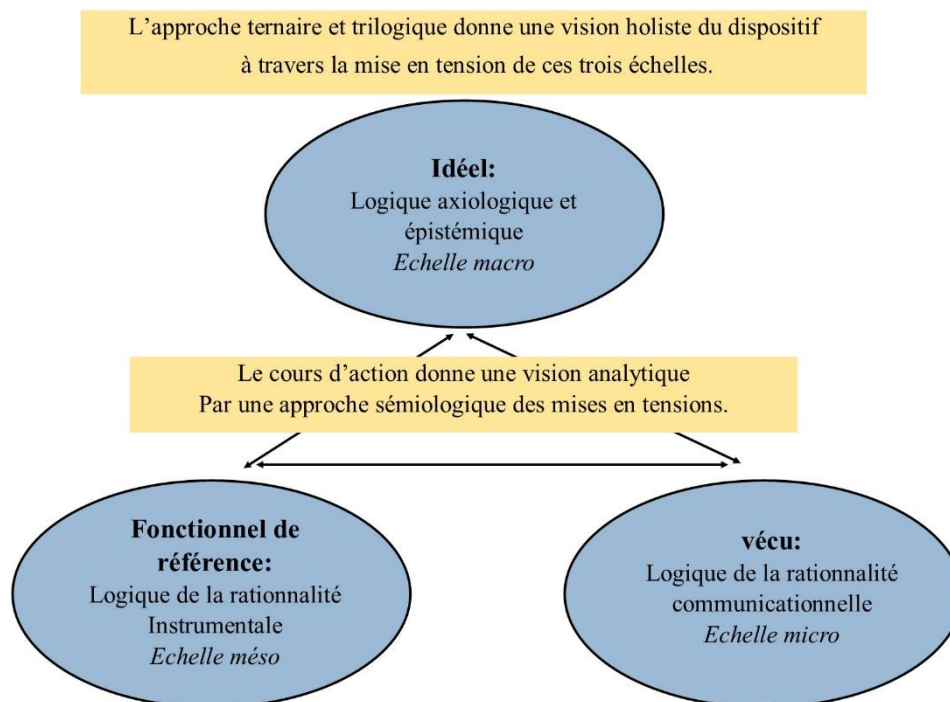 L'approche ternaire et trilogique donne une vision holiste du dispositif
à travers la mise en tension de ces trois échelles.
Idéel:
Logique axiologique et
épistémique
Echelle macro
Le cours d'action donne une vision analytique
Par une approche sémiologique des mises en tensions.
Fonctionnel de
référence:
Logique de la rationnalité
Instrumentale
Echelle méso
vécu:
Logique de la rationnalité
communicationnelle
Echelle micro